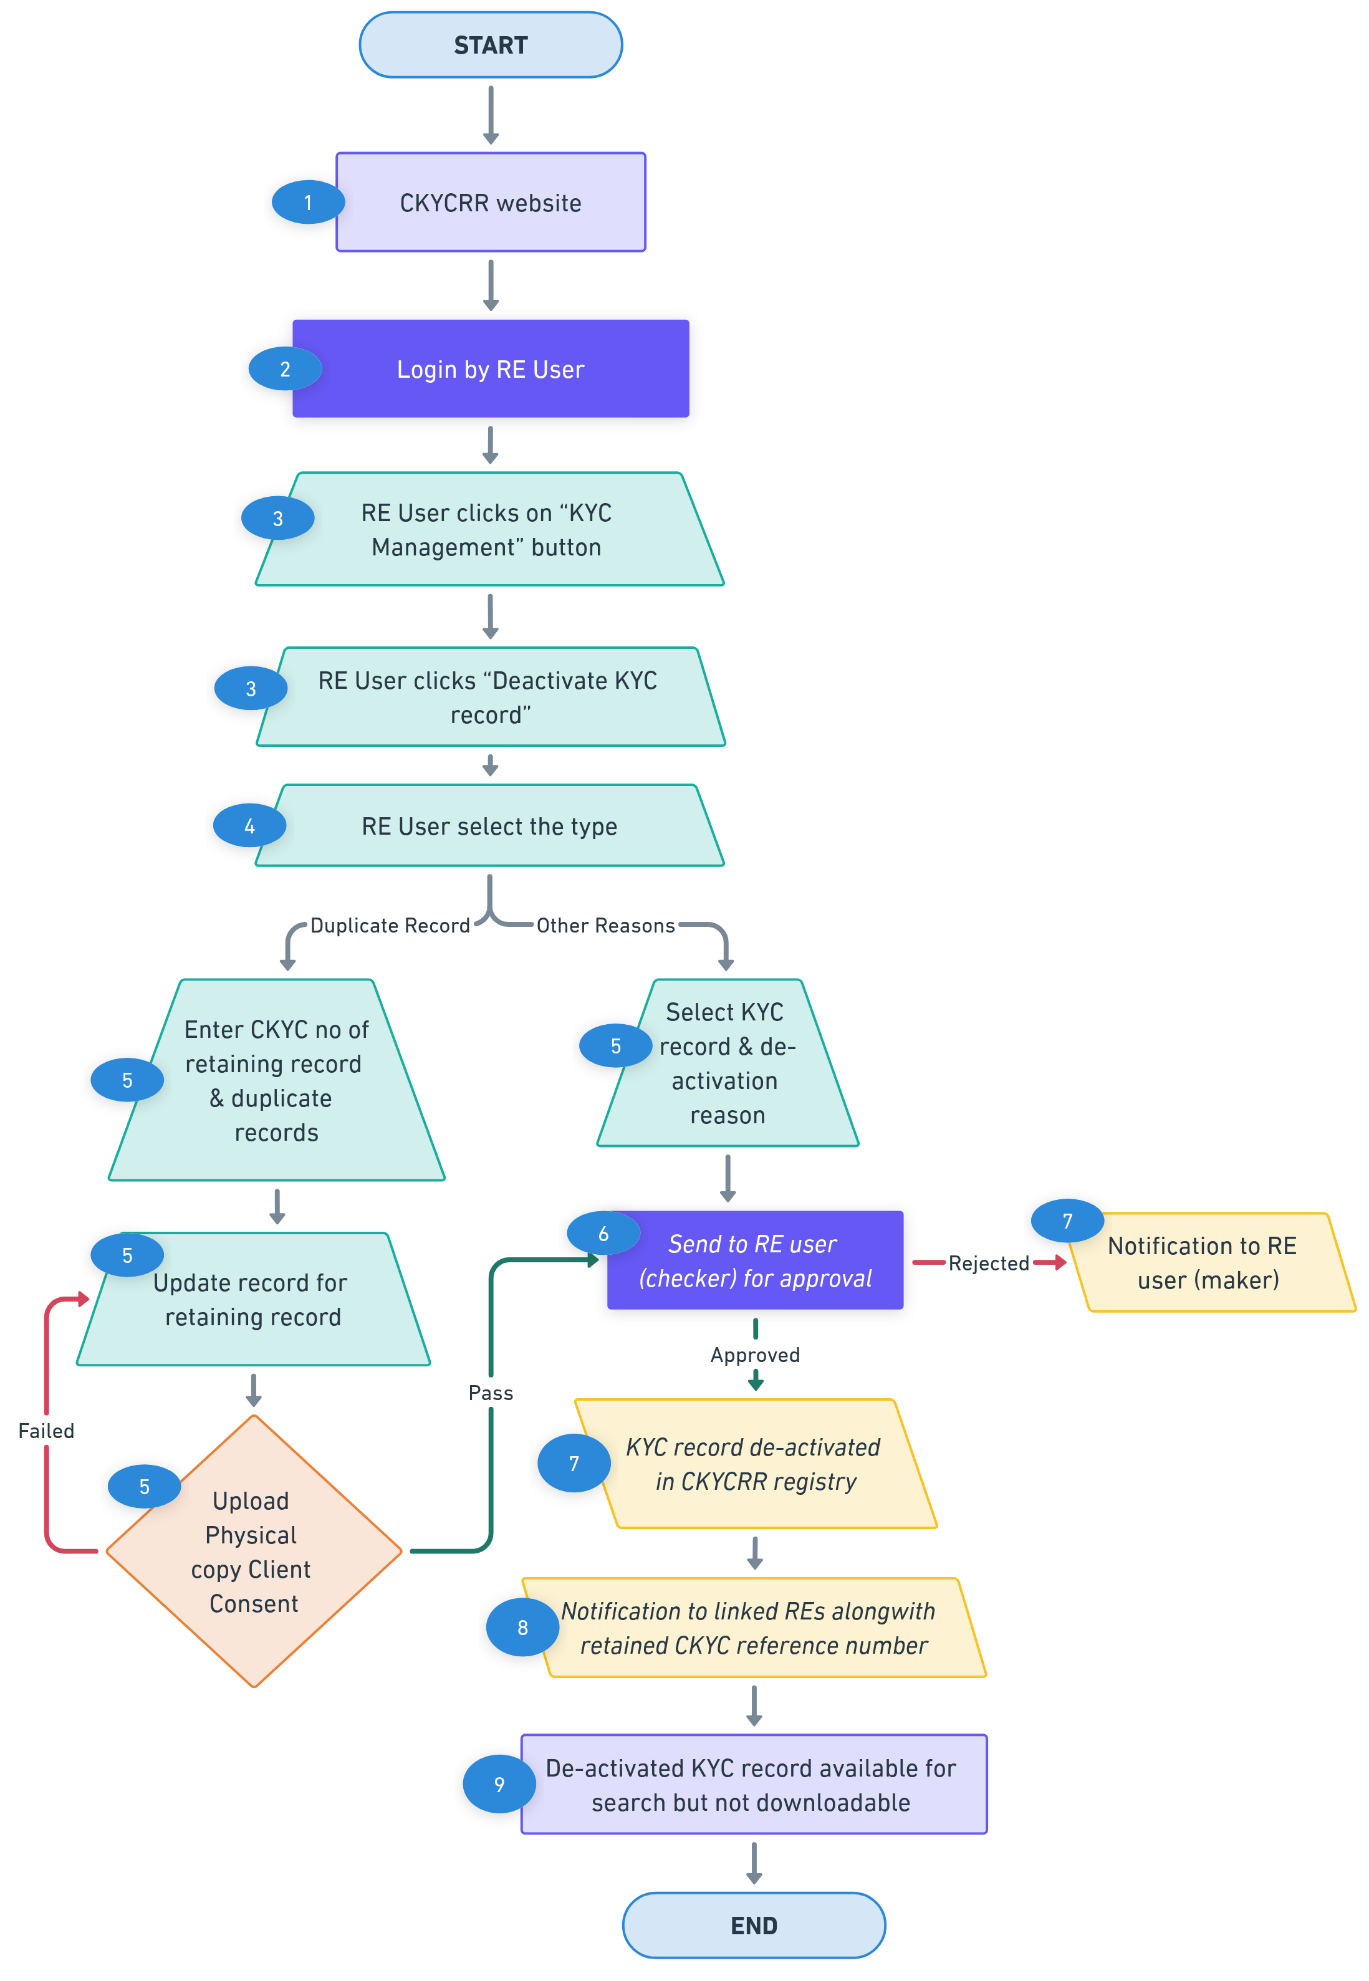 START
1
CKYCRR website
2
Login by RE User
3
RE User clicks on “KYC
Management” button
3
RE User clicks “Deactivate KYC
record”
4
RE User select the type
Duplicate Record
Other Reasons
5
Enter CKYC no of
retaining record
& duplicate
records
5
Select KYC
record & de-
activation
reason
5
Update record for
retaining record
6
Send to RE user
(checker) for approval
Rejected
7
Notification to RE
user (maker)
Approved
Pass
Failed
5
Upload
Physical
copy Client
Consent
7
KYC record de-activated
in CKYCRR registry
8
Notification to linked REs alongwith
retained CKYC reference number
9
De-activated KYC record available for
search but not downloadable
END